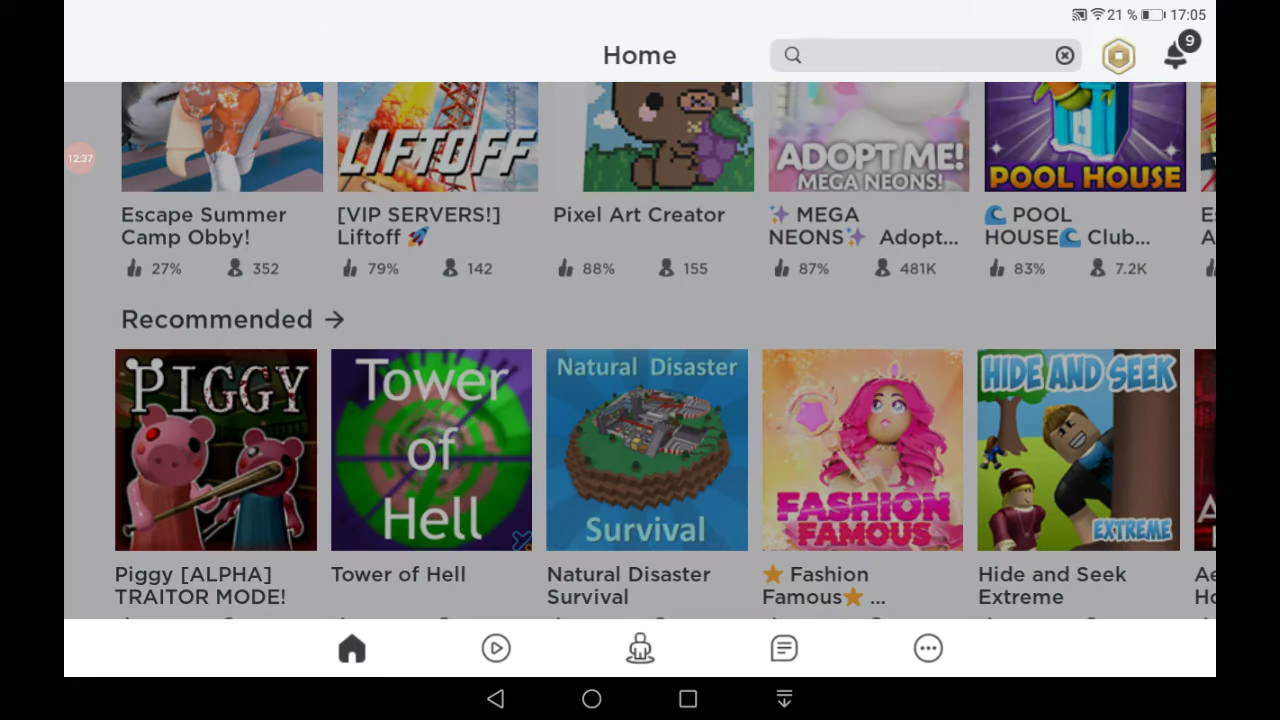 21 % 17:05
Home
9
12:37
LIFTOFF
ADOPT ME!
MEGA NEONS!
POOL HOUSE
Escape Summer
Camp Obby!
27% 352
[VIP SERVERS!]
Liftoff 🚀
79% 142
Pixel Art Creator
88% 155
✨ MEGA
NEONS✨ Adopt...
87% 481K
🌊 POOL
HOUSE🌊 Club...
83% 7.2K
Recommended →
PIGGY
Tower
of
Hell
Natural Disaster
Survival
FASHION
FAMOUS
HIDE AND SEEK
EXTREME
Piggy [ALPHA]
TRAITOR MODE!
Tower of Hell
Natural Disaster
Survival
⭐ Fashion
Famous⭐ ...
Hide and Seek
Extreme